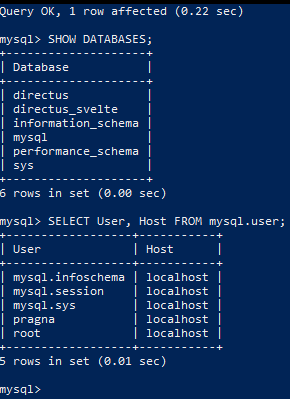 Query OK, 1 row affected (0.22 sec)
mysql> SHOW DATABASES;
+--------------------+
| Database           |
+--------------------+
| directus           |
| directus_svelte    |
| information_schema |
| mysql              |
| performance_schema |
| sys                |
+--------------------+
6 rows in set (0.00 sec)
mysql> SELECT User, Host FROM mysql.user;
+------------------+-----------+
| User             | Host      |
+------------------+-----------+
| mysql.infoschema | localhost |
| mysql.session    | localhost |
| mysql.sys        | localhost |
| pragna           | localhost |
| root             | localhost |
+------------------+-----------+
5 rows in set (0.01 sec)
mysql>